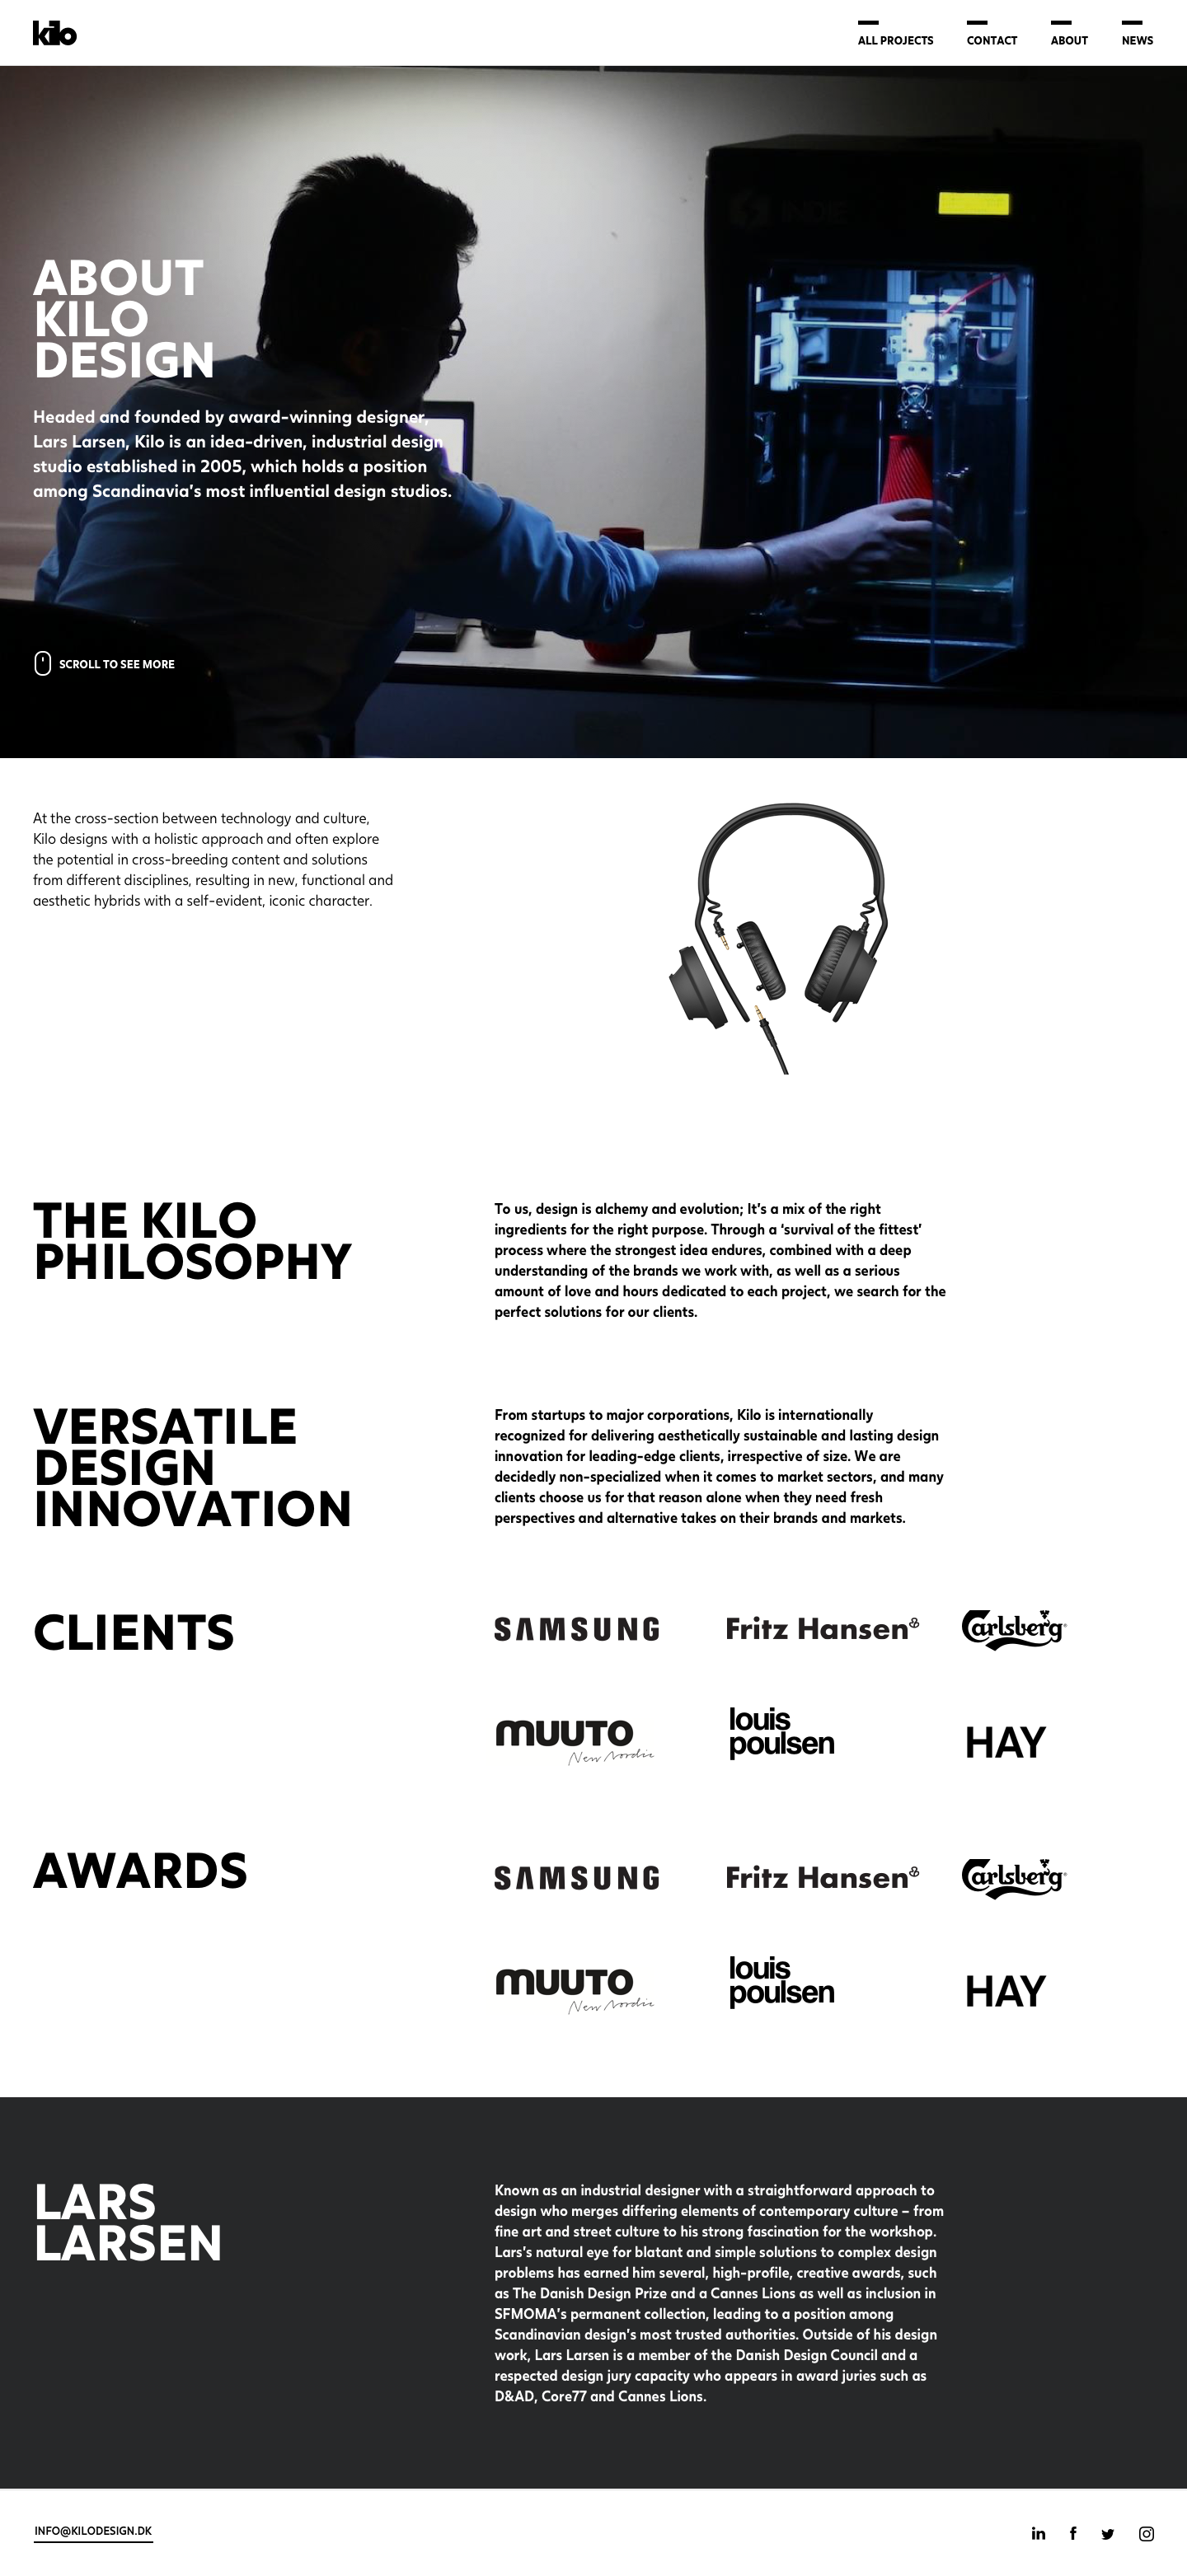 kilo
ALL PROJECTS
CONTACT
ABOUT
NEWS
ABOUT
KILO
DESIGN
Headed and founded by award-winning designer,
Lars Larsen, Kilo is an idea-driven, industrial design
studio established in 2005, which holds a position
among Scandinavia's most influential design studios.
SCROLL TO SEE MORE
At the cross-section between technology and culture,
Kilo designs with a holistic approach and often explore
the potential in cross-breeding content and solutions
from different disciplines, resulting in new, functional and
aesthetic hybrids with a self-evident, iconic character.
THE KILO
PHILOSOPHY
To us, design is alchemy and evolution; It's a mix of the right
ingredients for the right purpose. Through a 'survival of the fittest'
process where the strongest idea endures, combined with a deep
understanding of the brands we work with, as well as a serious
amount of love and hours dedicated to each project, we search for the
perfect solutions for our clients.
VERSATILE
DESIGN
INNOVATION
From startups to major corporations, Kilo is internationally
recognized for delivering aesthetically sustainable and lasting design
innovation for leading-edge clients, irrespective of size. We are
decidedly non-specialized when it comes to market sectors, and many
clients choose us for that reason alone when they need fresh
perspectives and alternative takes on their brands and markets.
CLIENTS
SAMSUNG
Fritz Hansen
Carlsberg
MUUTO
New Nordic
louis
poulsen
HAY
AWARDS
SAMSUNG
Fritz Hansen
Carlsberg
MUUTO
New Nordic
louis
poulsen
HAY
LARS
LARSEN
Known as an industrial designer with a straightforward approach to
design who merges differing elements of contemporary culture – from
fine art and street culture to his strong fascination for the workshop.
Lars's natural eye for blatant and simple solutions to complex design
problems has earned him several, high-profile, creative awards, such
as The Danish Design Prize and a Cannes Lions as well as inclusion in
SFMOMA's permanent collection, leading to a position among
Scandinavian design's most trusted authorities. Outside of his design
work, Lars Larsen is a member of the Danish Design Council and a
respected design jury capacity who appears in award juries such as
D&AD, Core77 and Cannes Lions.
INFO@KILODESIGN.DK